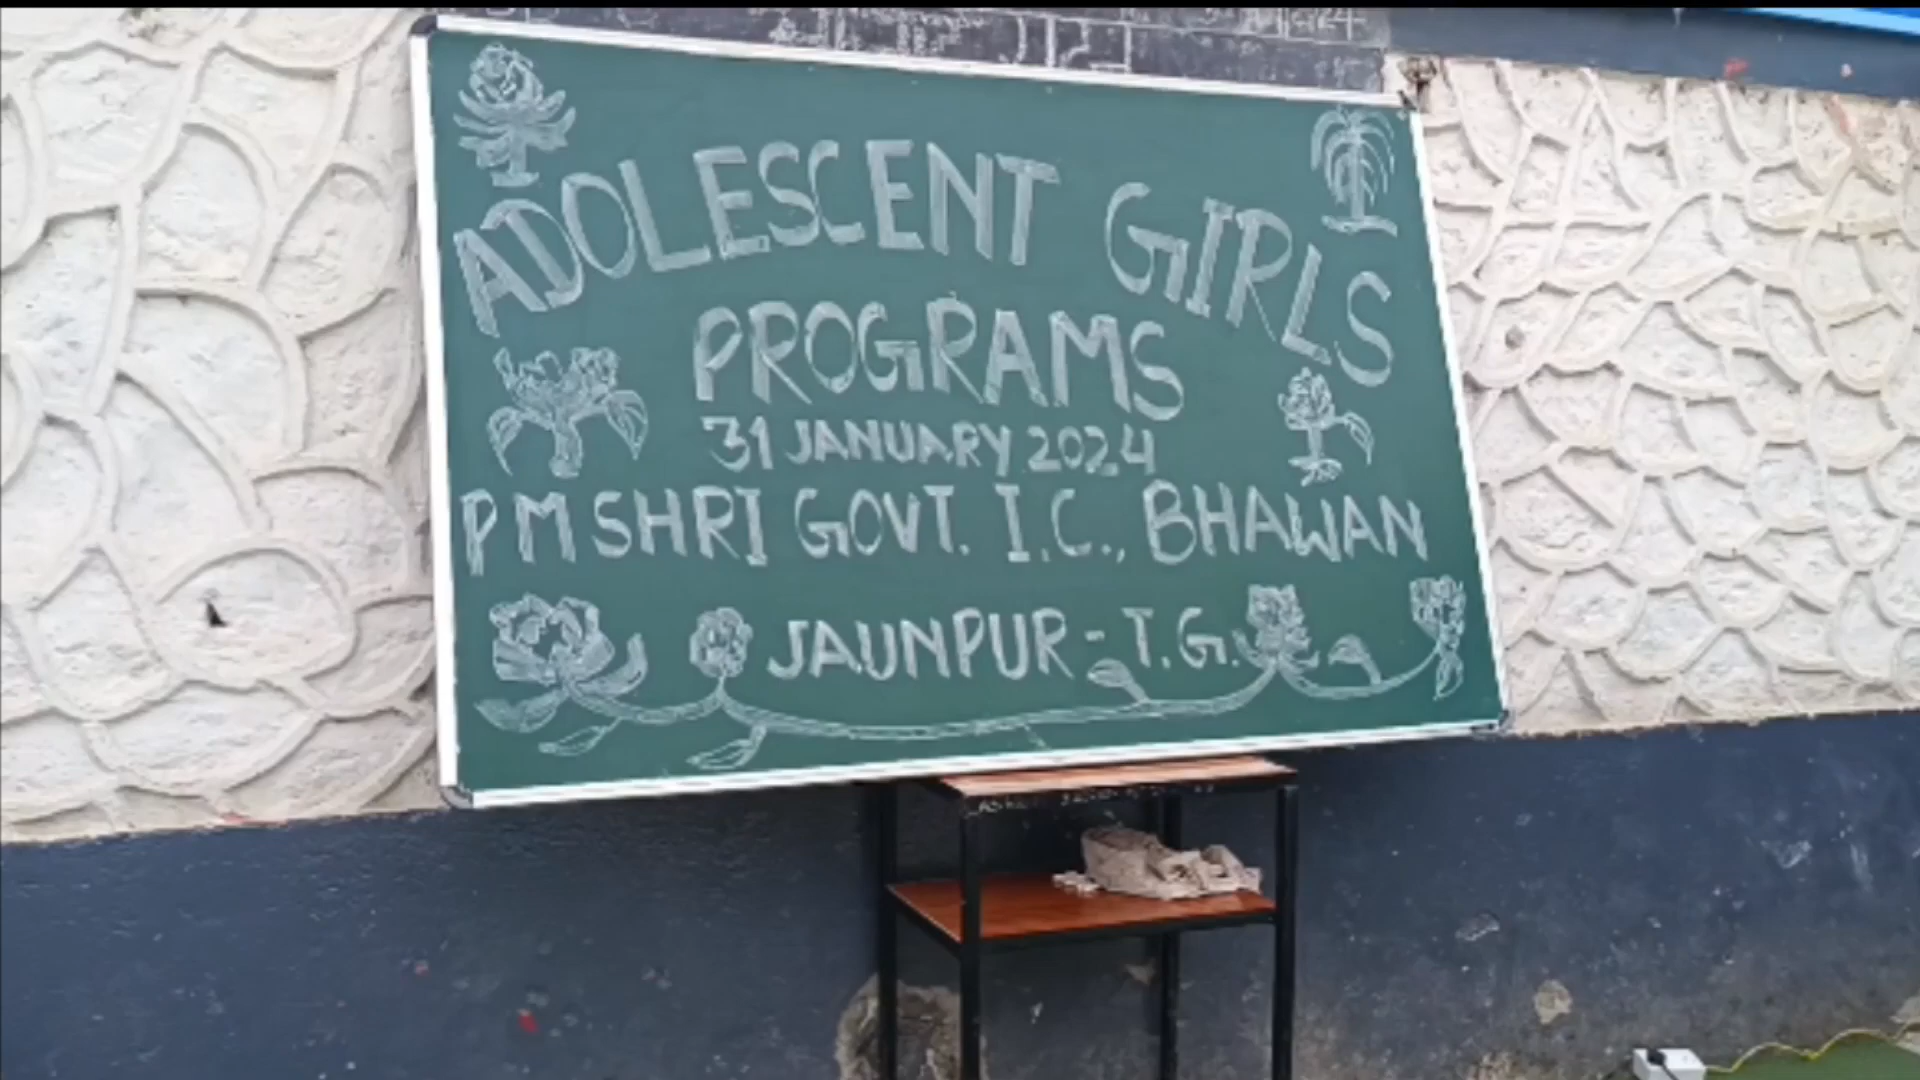 ADOLESCENT GIRLS
PROGRAMS
31 JANUARY 2024
PM SHRI GOVT. I.C., BHAWAN
JAUNPUR - T.G.